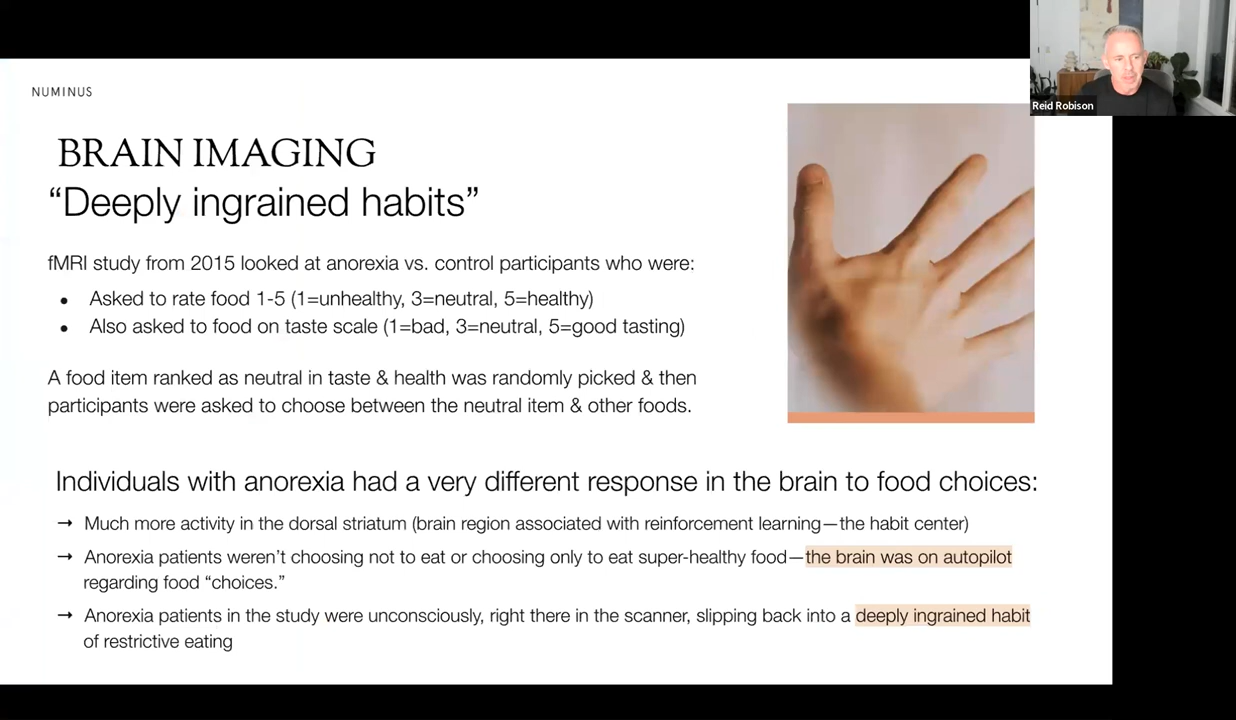 Reid Robison
NUMINUS
BRAIN IMAGING
“Deeply ingrained habits”
fMRI study from 2015 looked at anorexia vs. control participants who were:
● Asked to rate food 1-5 (1=unhealthy, 3=neutral, 5=healthy)
● Also asked to food on taste scale (1=bad, 3=neutral, 5=good tasting)
A food item ranked as neutral in taste & health was randomly picked & then
participants were asked to choose between the neutral item & other foods.
Individuals with anorexia had a very different response in the brain to food choices:
→ Much more activity in the dorsal striatum (brain region associated with reinforcement learning—the habit center)
→ Anorexia patients weren’t choosing not to eat or choosing only to eat super-healthy food—the brain was on autopilot
regarding food “choices.”
→ Anorexia patients in the study were unconsciously, right there in the scanner, slipping back into a deeply ingrained habit
of restrictive eating